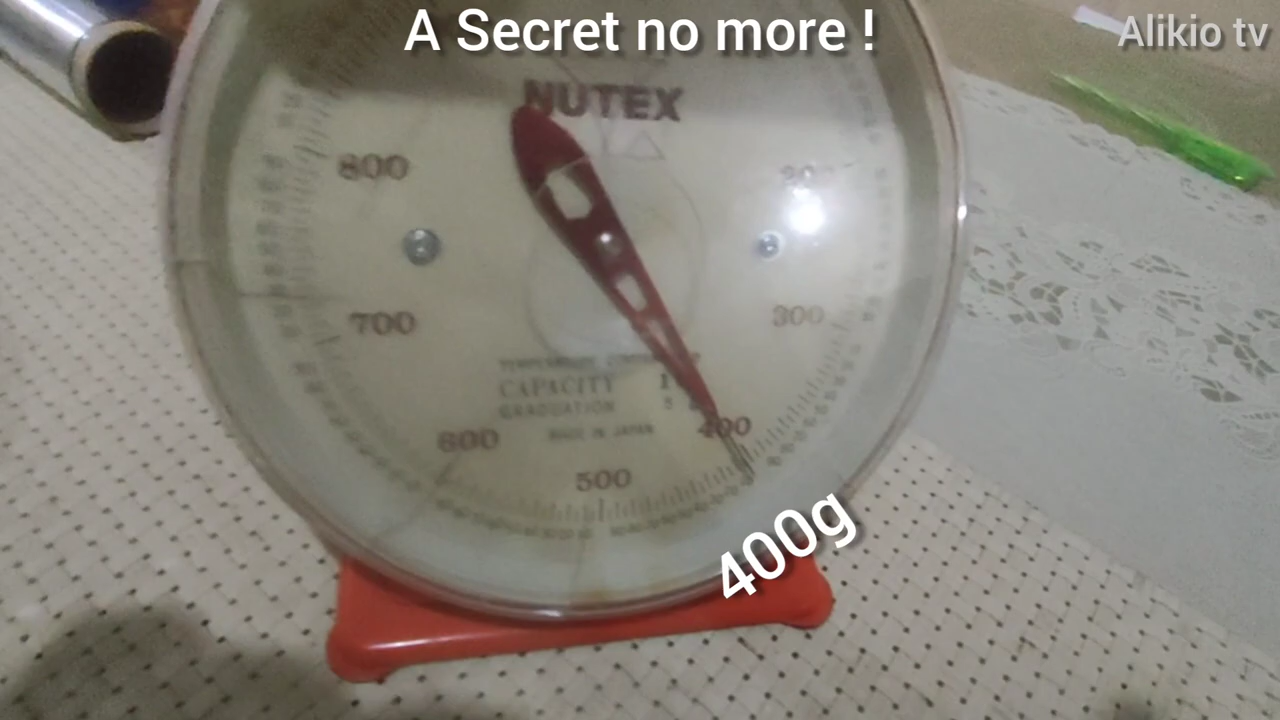 A Secret no more !
Alikio tv
NUTEX
800
700
300
CAPACITY
GRADUATION
400
600
MADE IN JAPAN
500
400g